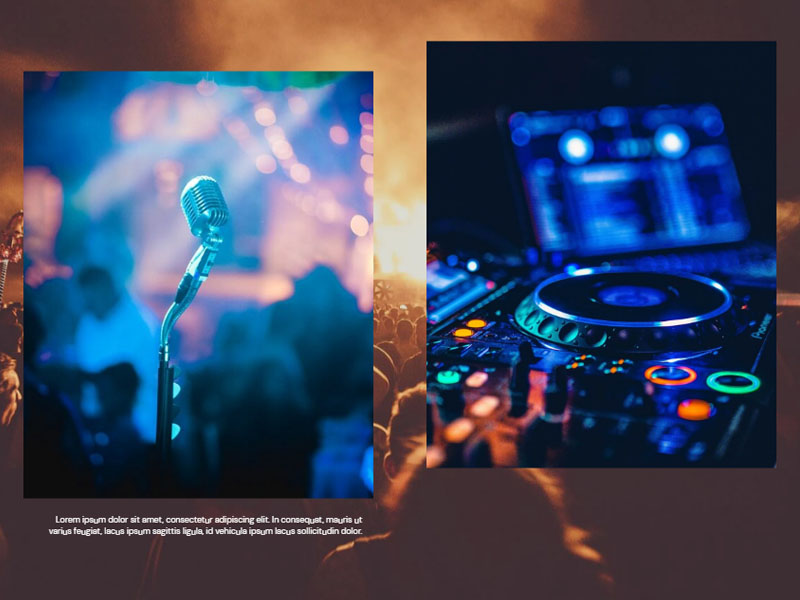 Lorem ipsum dolor sit amet, consectetur adipiscing elit. In consequat, mauris ut
varius feugiat, lacus ipsum sagittis ligula, id vehicula ipsum lacus sollicitudin dolor.
Pioneer